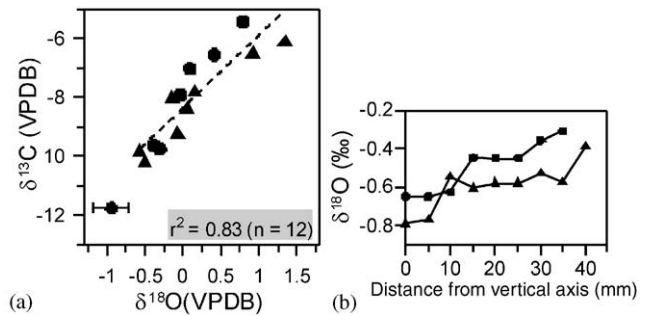 -6
-8
10
-12
δ¹³C (VPDB)
r² = 0.83 (n = 12)
-1 -0.5 0 0.5 1 1.5
(a) δ¹⁸O(VPDB)
-0.2
-0.4
-0.6
-0.8
δ¹⁸O (‰)
0 10 20 30 40
(b) Distance from vertical axis (mm)